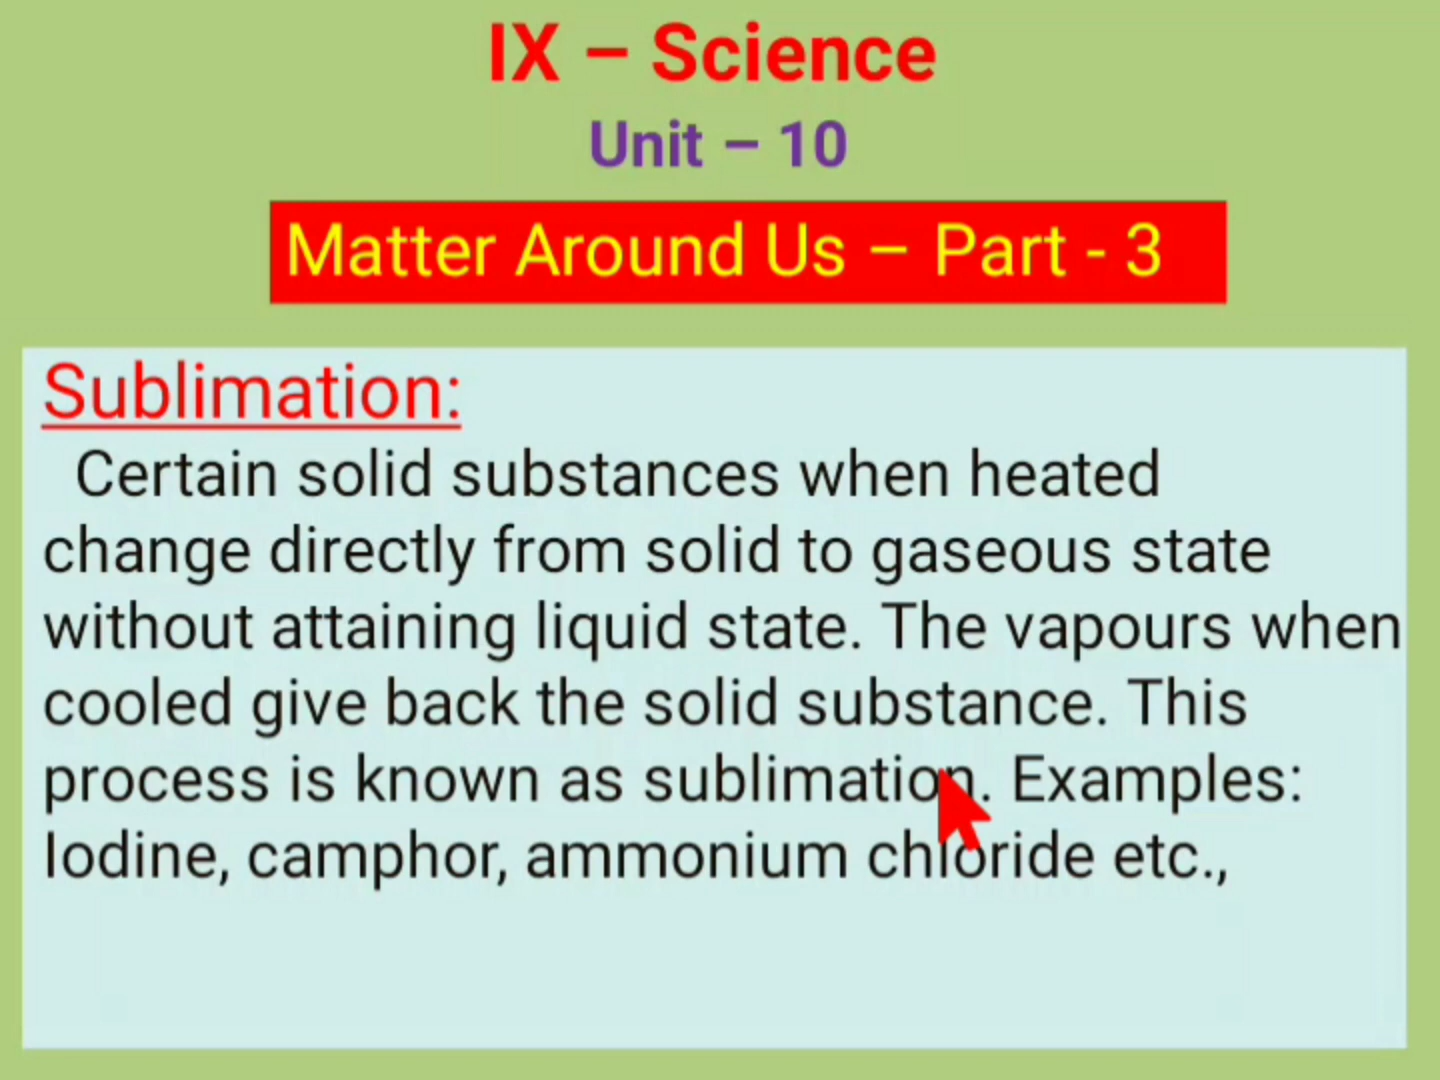 IX – Science
Unit – 10
Matter Around Us – Part - 3
Sublimation:
Certain solid substances when heated
change directly from solid to gaseous state
without attaining liquid state. The vapours when
cooled give back the solid substance. This
process is known as sublimation. Examples:
Iodine, camphor, ammonium chloride etc.,